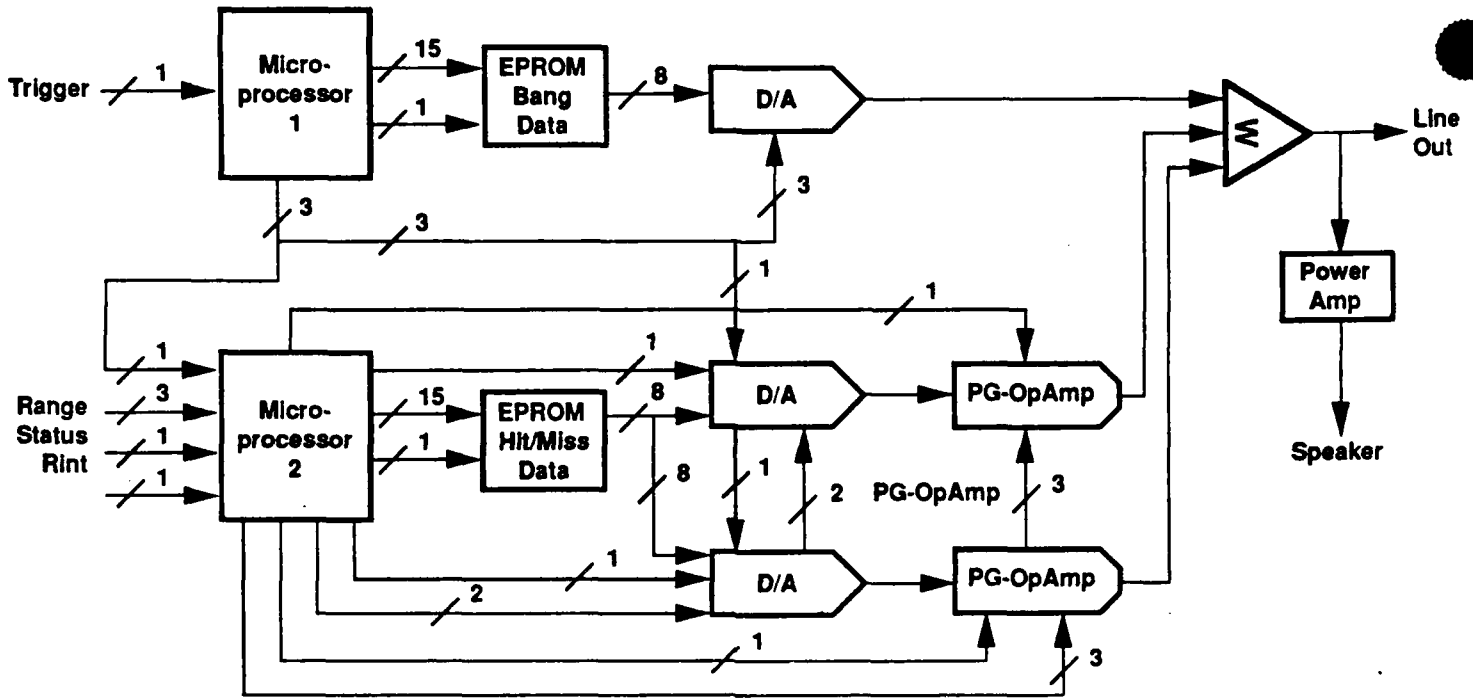 Trigger
1
Micro-
processor
1
15
1
EPROM
Bang
Data
8
D/A
3
3
3
1
1
Σ
Line
Out
Power
Amp
Speaker
1
Range
Status
Rint
3
1
1
Micro-
processor
2
1
15
1
EPROM
Hit/Miss
Data
8
8
D/A
1
2
PG-OpAmp
PG-OpAmp
3
1
2
D/A
PG-OpAmp
1
3